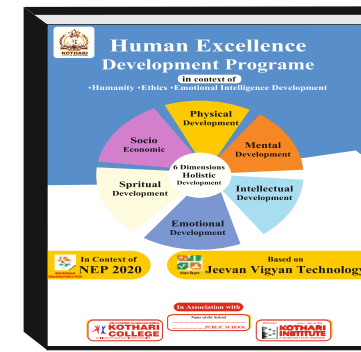 KOTHARI
Human Excellence
Development Programe
in context of
•Humanity •Ethics •Emotional Intelligence Development
Physical
Development
Mental
Development
Intellectual
Development
Emotional
Development
Spritual
Development
Socio
Economic
6 Dimensions
Holistic
Development
In Context of
NEP 2020
Based on
Jeevan Vigyan Technology
In Association with
KOTHARI
COLLEGE
Name of the School
PUBLIC SCHOOL
KOTHARI
INSTITUTE